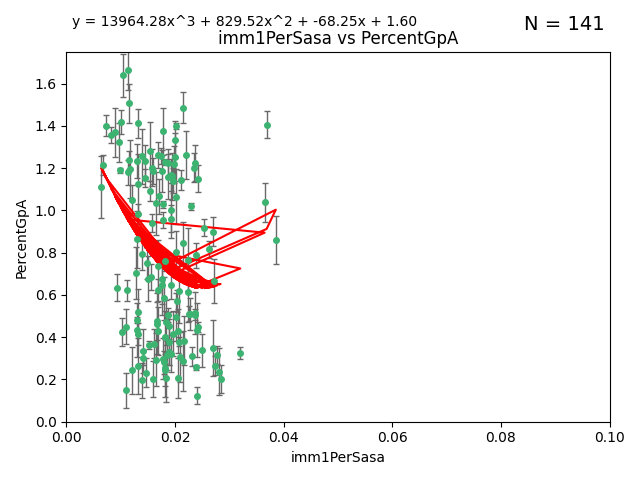 y = 13964.28x^3 + 829.52x^2 + -68.25x + 1.60
N = 141
imm1PerSasa vs PercentGpA
1.6
1.4
1.2
1.0
0.8
0.6
0.4
0.2
0.0
PercentGpA
0.00 0.02 0.04 0.06 0.08 0.10
imm1PerSasa